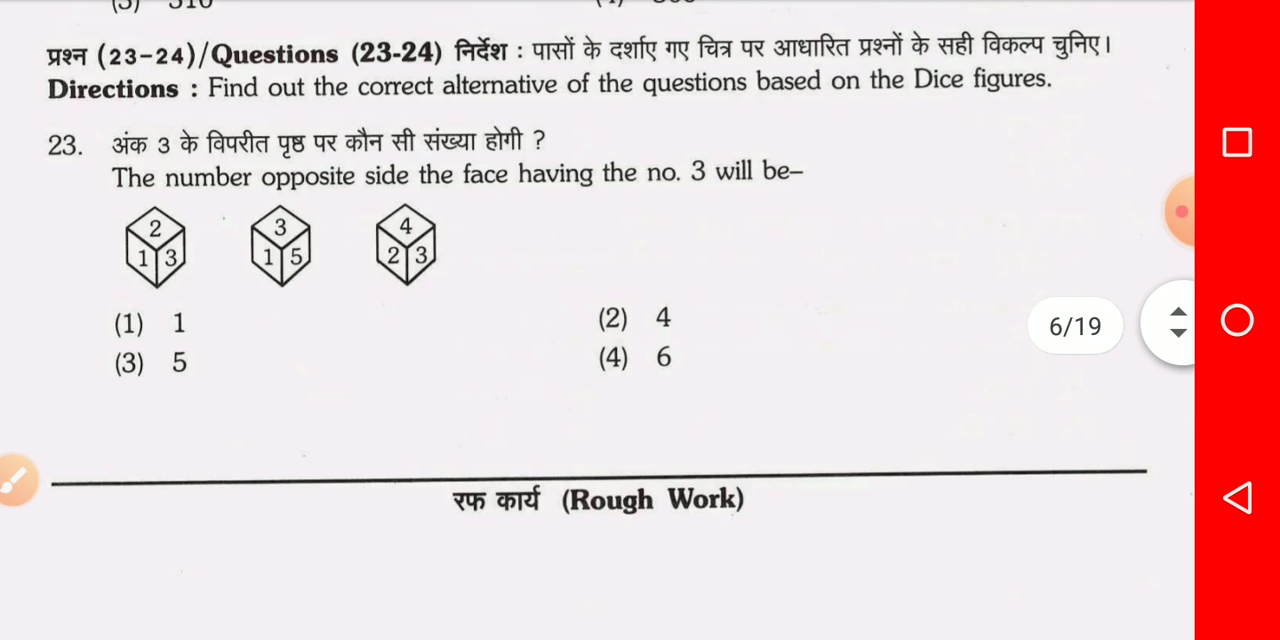 (3) 310
प्रश्न (23-24)/Questions (23-24) निर्देश : पासों के दर्शाए गए चित्र पर आधारित प्रश्नों के सही विकल्प चुनिए।
Directions : Find out the correct alternative of the questions based on the Dice figures.
23. अंक 3 के विपरीत पृष्ठ पर कौन सी संख्या होगी ?
The number opposite side the face having the no. 3 will be–
2 3 4
1 3 1 5 2 3
(1) 1 (2) 4
(3) 5 (4) 6
6/19
रफ कार्य (Rough Work)